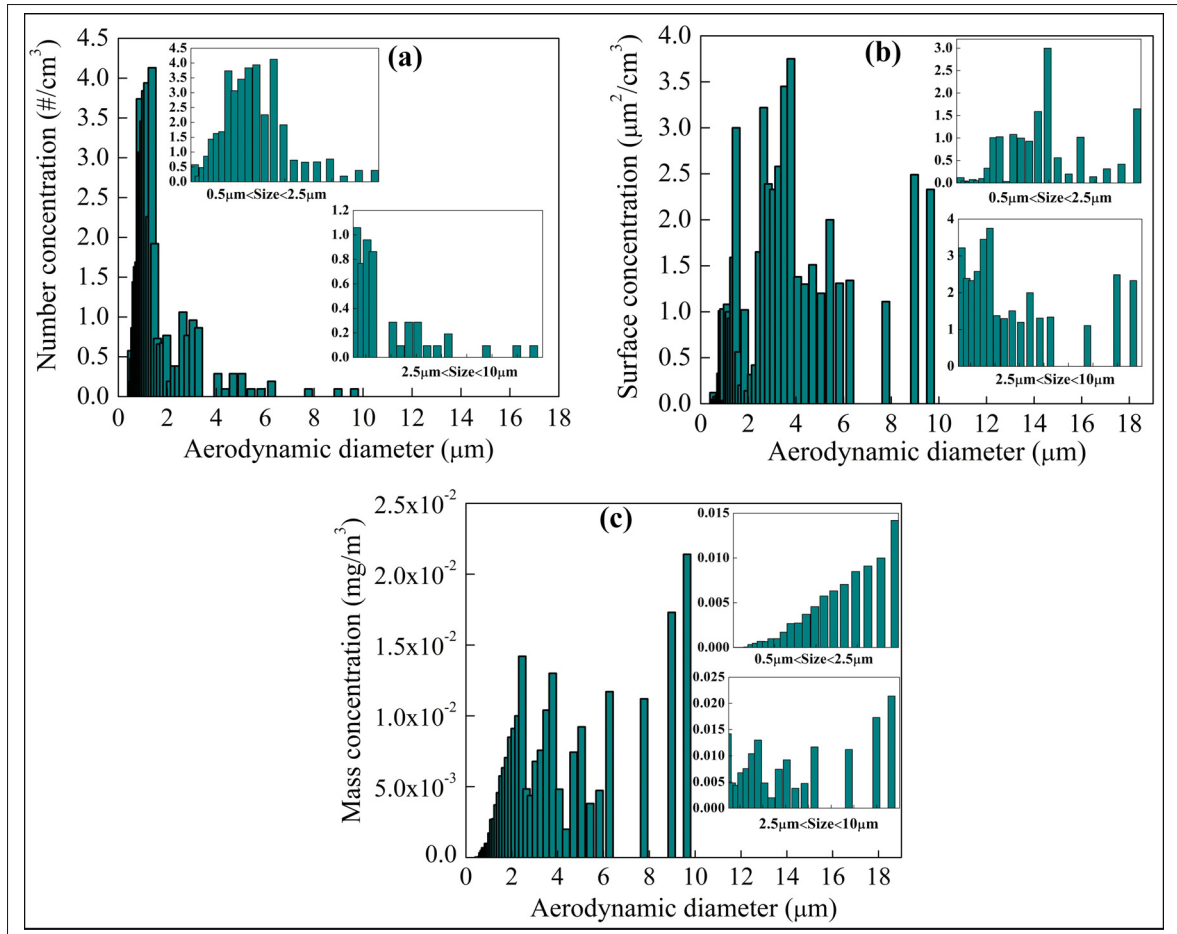 (a)
Number concentration (#/cm³)
4.5
4.0
3.5
3.0
2.5
2.0
1.5
1.0
0.5
0.0
0 2 4 6 8 10 12 14 16 18
Aerodynamic diameter (μm)
4.5
4.0
3.5
3.0
2.5
2.0
1.5
1.0
0.5
0.0
0.5μm<Size<2.5μm
1.2
1.0
0.8
0.6
0.4
0.2
0.0
2.5μm<Size<10μm
(b)
Surface concentration (μm²/cm³)
4.0
3.5
3.0
2.5
2.0
1.5
1.0
0.5
0.0
0 2 4 6 8 10 12 14 16 18
Aerodynamic diameter (μm)
3.0
2.5
2.0
1.5
1.0
0.5
0.0
0.5μm<Size<2.5μm
4
3
2
1
0
2.5μm<Size<10μm
(c)
Mass concentration (mg/m³)
2.5x10⁻²
2.0x10⁻²
1.5x10⁻²
1.0x10⁻²
5.0x10⁻³
0.0
0 2 4 6 8 10 12 14 16 18
Aerodynamic diameter (μm)
0.015
0.010
0.005
0.000
0.5μm<Size<2.5μm
0.025
0.020
0.015
0.010
0.005
0.000
2.5μm<Size<10μm